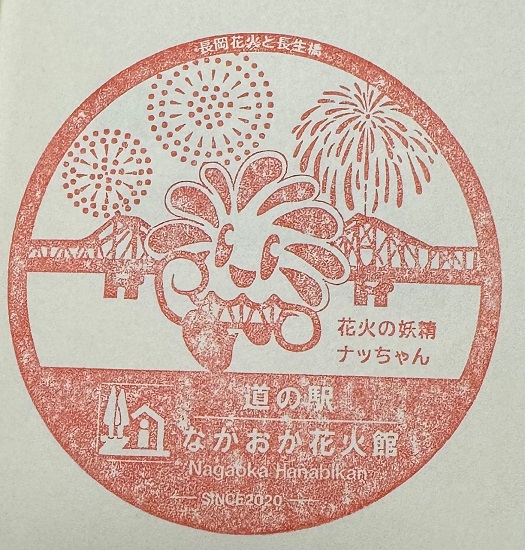 長岡花火と長生橋
花火の妖精
ナッちゃん
道の駅
ながおか花火館
Nagaoka Hanabikan
SINCE2020